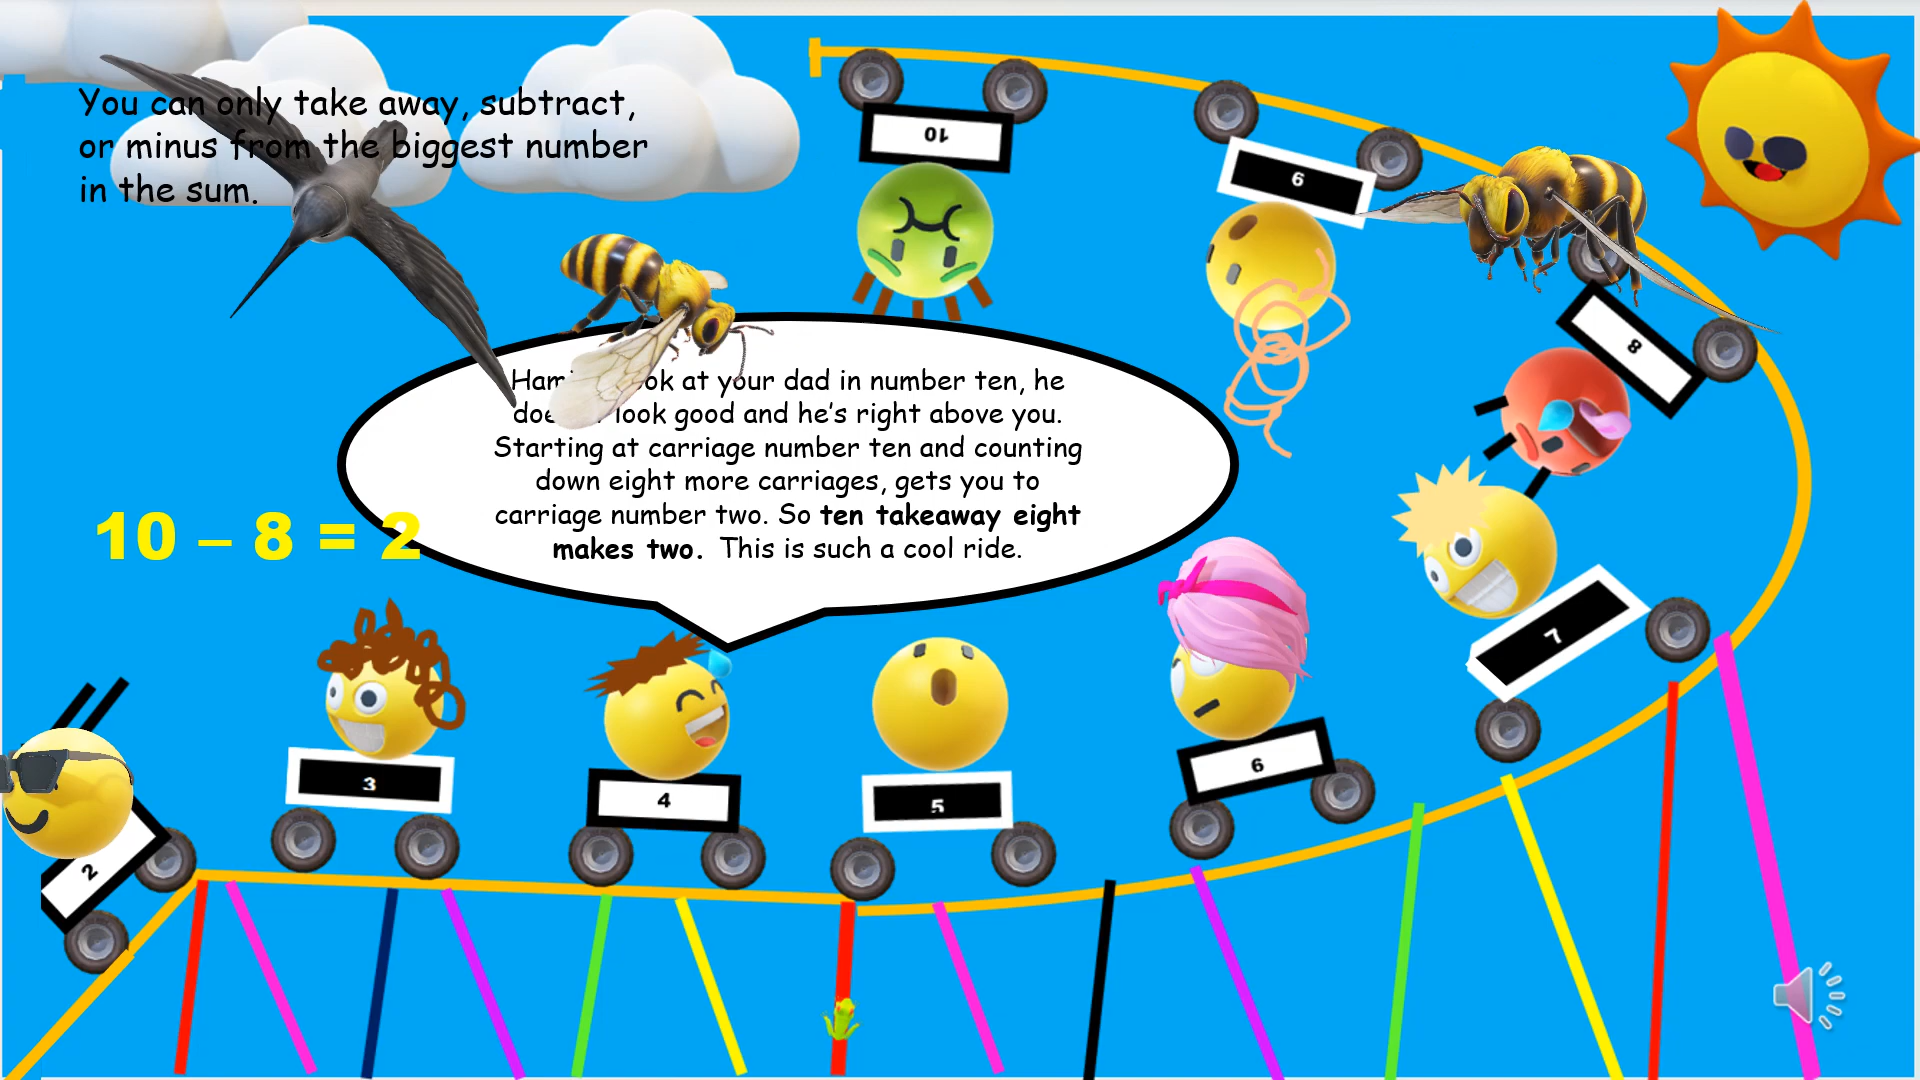 You can only take away, subtract,
or minus from the biggest number
in the sum.
10
9
8
look at your dad in number ten, he
look good and he's right above you.
Starting at carriage number ten and counting
down eight more carriages, gets you to
carriage number two. So ten takeaway eight
makes two. This is such a cool ride.
10 – 8 = 2
7
6
5
4
3
2